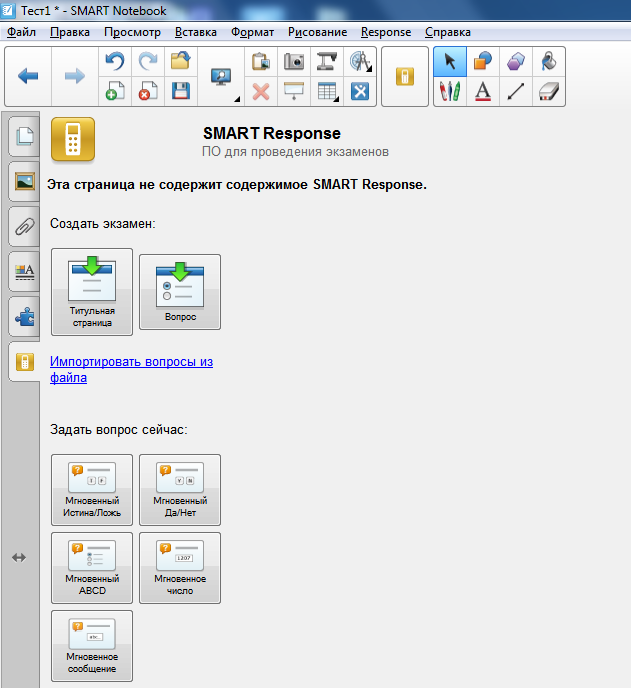 Тест1 * - SMART Notebook
Файл Правка Просмотр Вставка Формат Рисование Response Справка
SMART Response
ПО для проведения экзаменов
Эта страница не содержит содержимое SMART Response.
Создать экзамен:
Титульная
страница
Вопрос
Импортировать вопросы из
файла
Задать вопрос сейчас:
T F
Мгновенный
Истина/Ложь
Y N
Мгновенный
Да/Нет
Мгновенный
ABCD
1207
Мгновенное
число
abc..
Мгновенное
сообщение